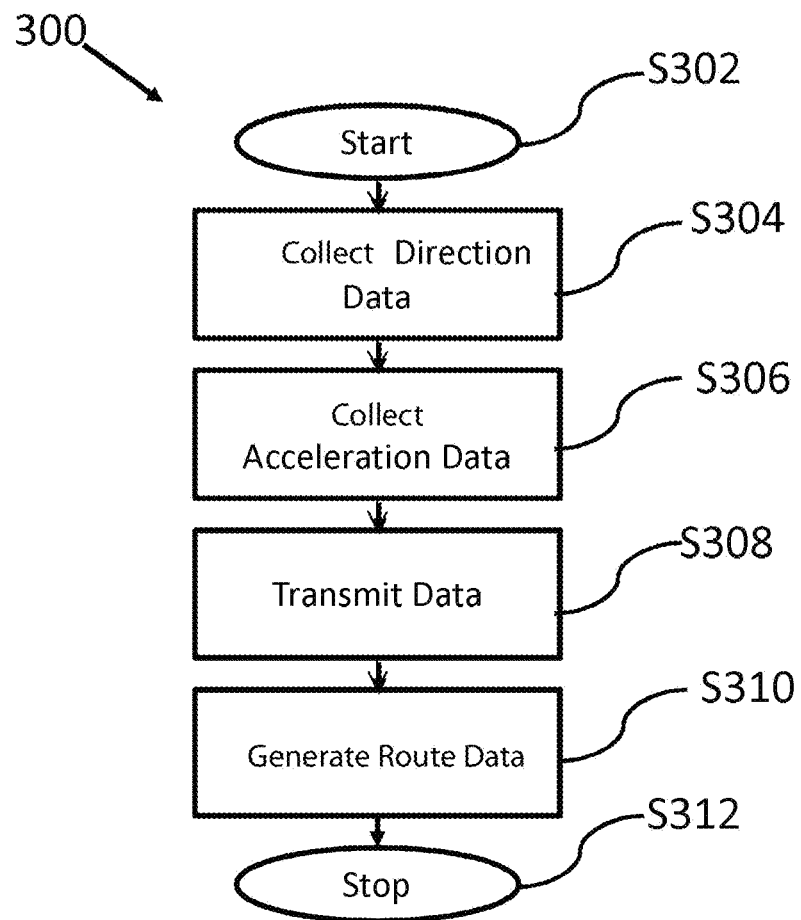 300
S302
Start
S304
Collect Direction
Data
S306
Collect
Acceleration Data
S308
Transmit Data
S310
Generate Route Data
S312
Stop